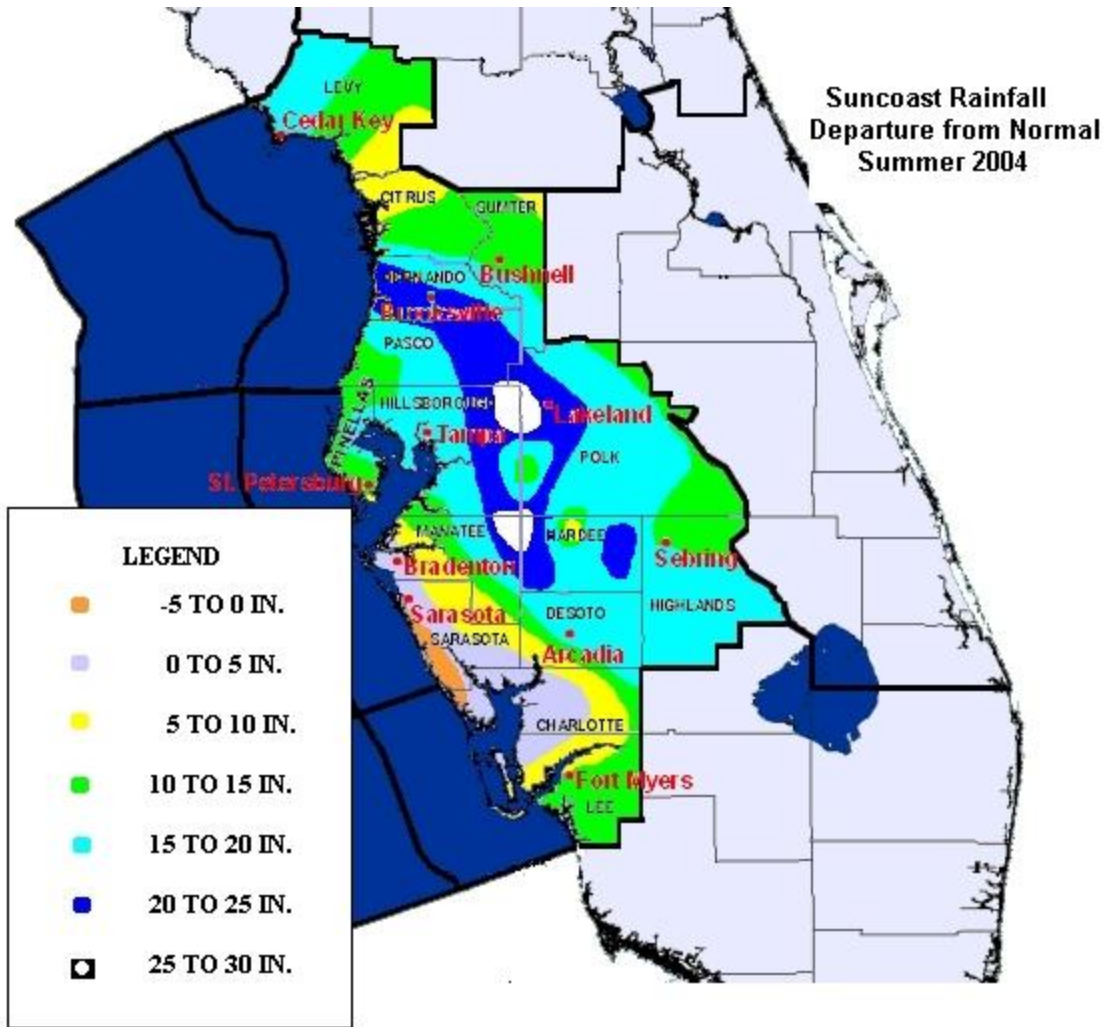 Suncoast Rainfall
Departure from Normal
Summer 2004
LEVY
Cedar Key
CITRUS
SUMTER
Bushnell
HERNANDO
Brooksville
PASCO
PINELLAS
HILLSBOROUGH
Lakeland
Tampa
POLK
St. Petersburg
MANATEE
HARDEE
Bradenton
Sebring
Sarasota
DESOTO
HIGHLANDS
SARASOTA
Arcadia
CHARLOTTE
Fort Myers
LEE
LEGEND
-5 TO 0 IN.
0 TO 5 IN.
5 TO 10 IN.
10 TO 15 IN.
15 TO 20 IN.
20 TO 25 IN.
25 TO 30 IN.